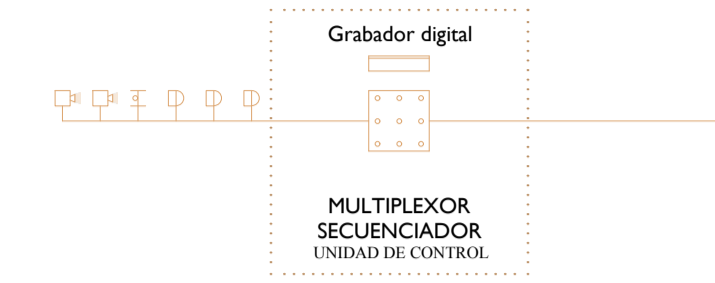 Grabador digital
MULTIPLEXOR
SECUENCIADOR
UNIDAD DE CONTROL